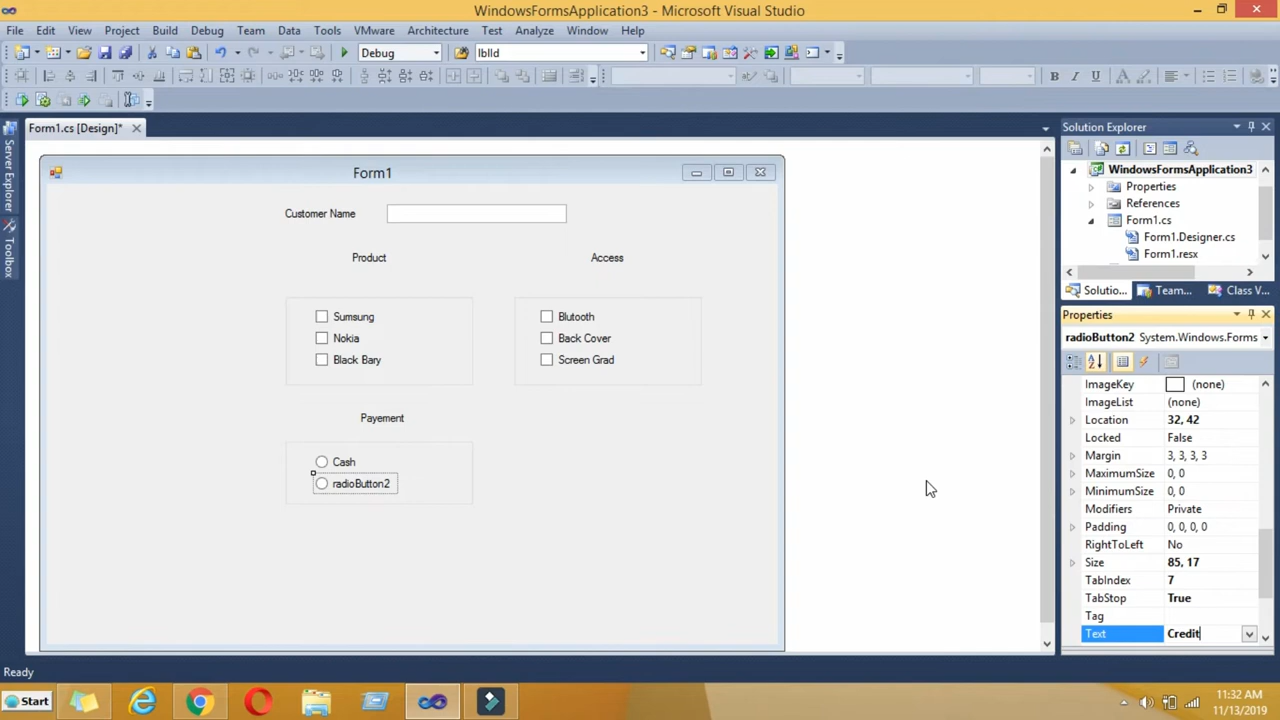 WindowsFormsApplication3 - Microsoft Visual Studio
File Edit View Project Build Debug Team Data Tools VMware Architecture Test Analyze Window Help
Debug lblId
B I U A
Form1.cs [Design]*
Server Explorer
Toolbox
Form1
Customer Name
Product Access
Sumsung Blutooth
Nokia Back Cover
Black Bary Screen Grad
Payement
Cash
radioButton2
Solution Explorer
WindowsFormsApplication3
Properties
References
Form1.cs
Form1.Designer.cs
Form1.resx
Solutio... Team... Class V...
Properties
radioButton2 System.Windows.Forms
ImageKey (none)
ImageList (none)
Location 32, 42
Locked False
Margin 3, 3, 3, 3
MaximumSize 0, 0
MinimumSize 0, 0
Modifiers Private
Padding 0, 0, 0, 0
RightToLeft No
Size 85, 17
TabIndex 7
TabStop True
Tag
Text Credit
Ready
Start
11:32 AM
11/13/2019